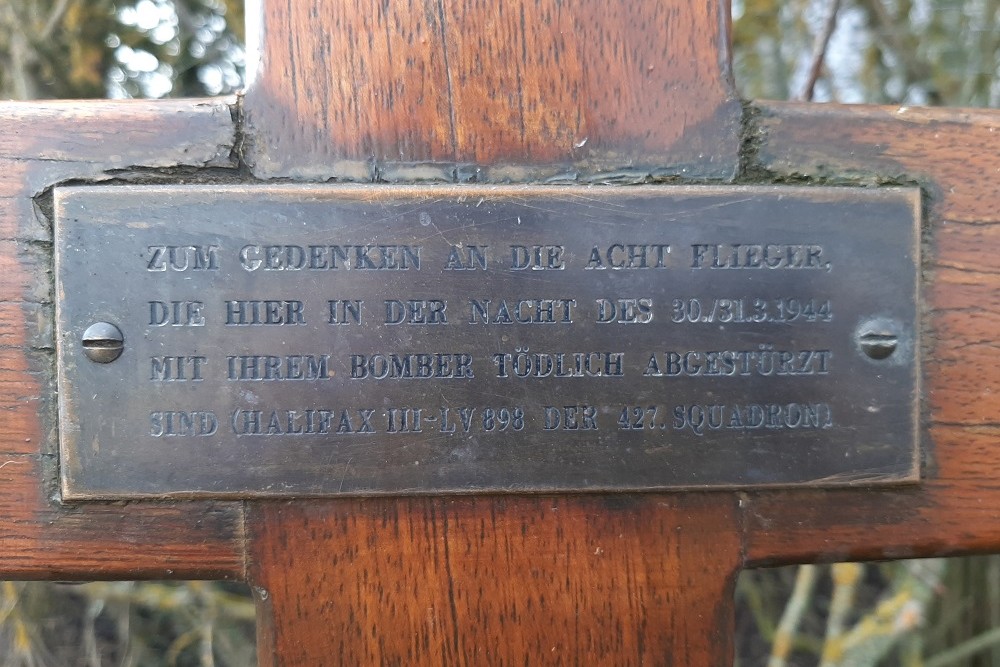 ZUM GEDENKEN AN DIE ACHT FLIEGER,
DIE HIER IN DER NACHT DES 30./31.3.1944
MIT IHREM BOMBER TÖDLICH ABGESTÜRZT
SIND (HALIFAX III-LV 898 DER 427. SQUADRON)